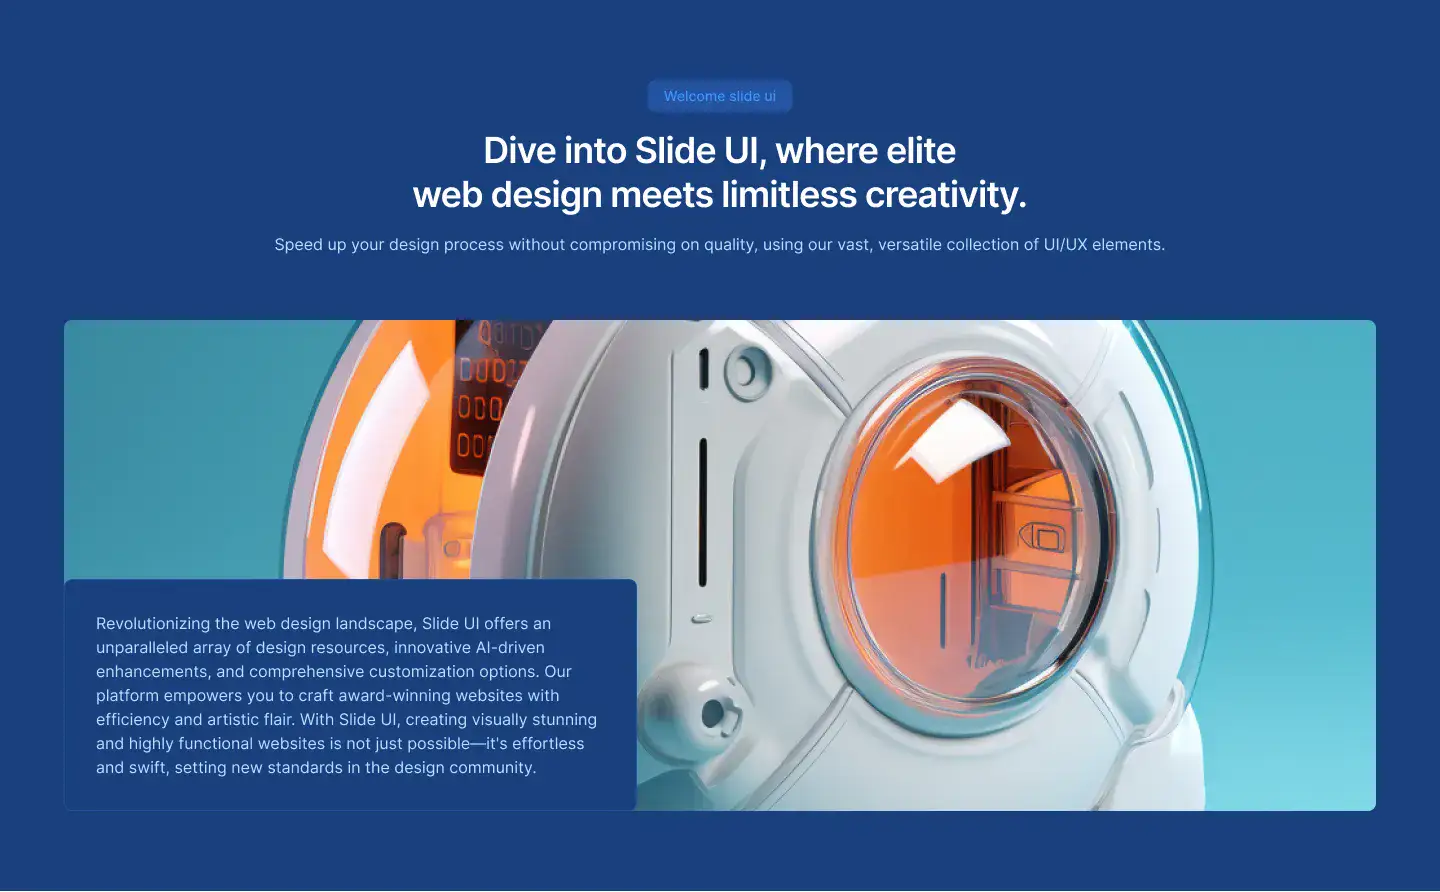 Welcome slide ui
Dive into Slide UI, where elite
web design meets limitless creativity.
Speed up your design process without compromising on quality, using our vast, versatile collection of UI/UX elements.
Revolutionizing the web design landscape, Slide UI offers an
unparalleled array of design resources, innovative AI-driven
enhancements, and comprehensive customization options. Our
platform empowers you to craft award-winning websites with
efficiency and artistic flair. With Slide UI, creating visually stunning
and highly functional websites is not just possible—it's effortless
and swift, setting new standards in the design community.